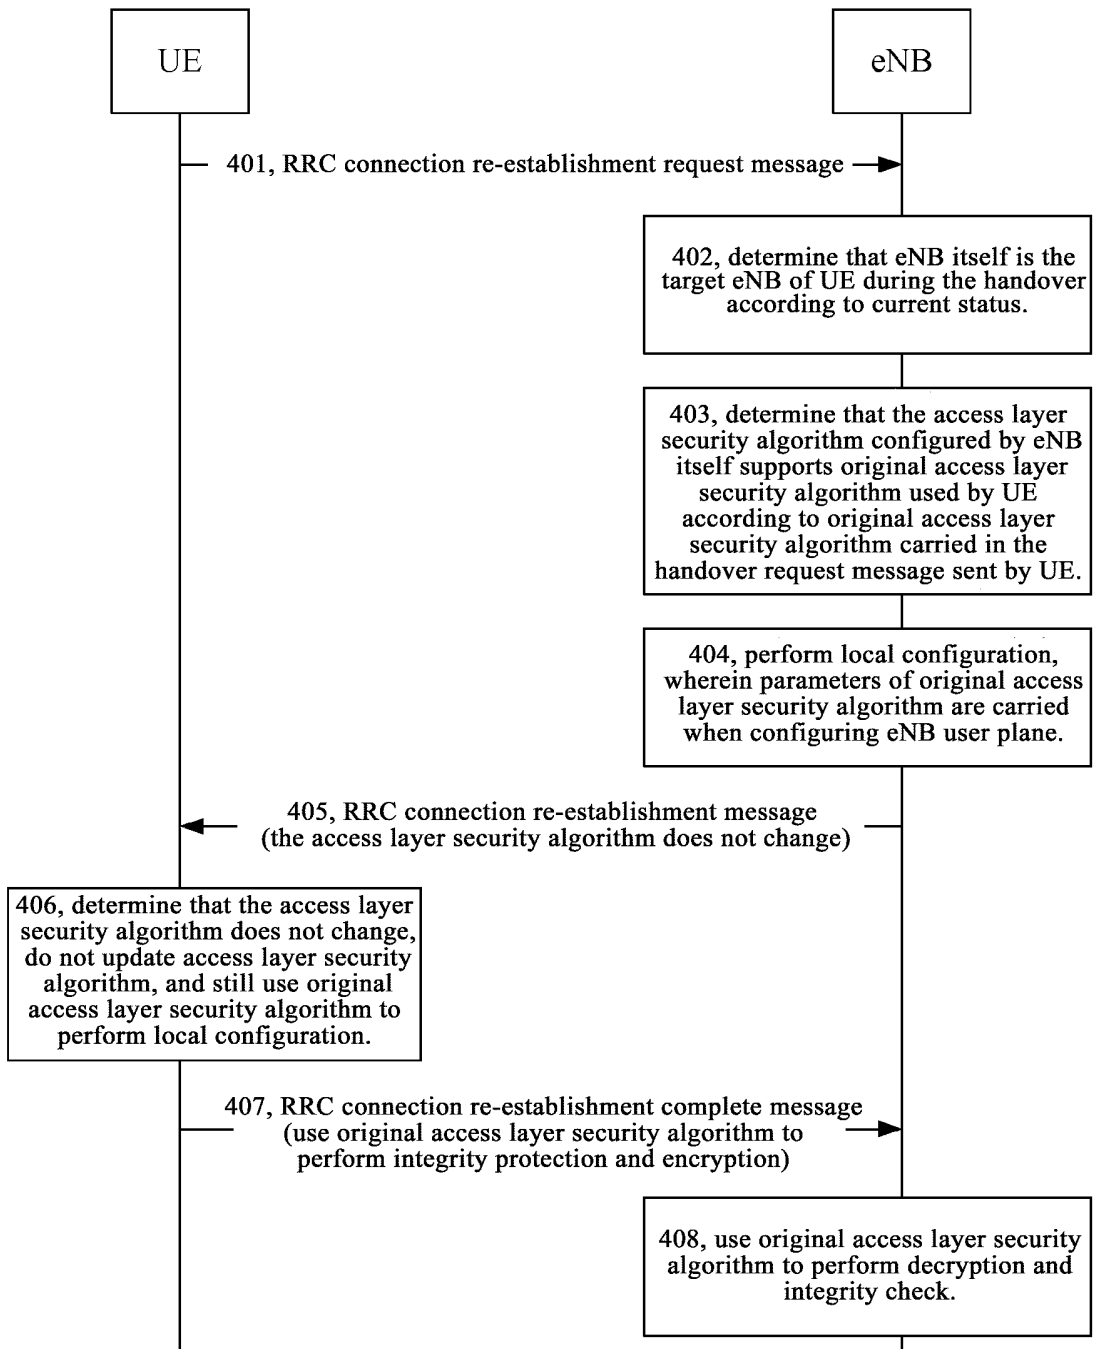 UE
eNB
401, RRC connection re-establishment request message
402, determine that eNB itself is the
target eNB of UE during the handover
according to current status.
403, determine that the access layer
security algorithm configured by eNB
itself supports original access layer
security algorithm used by UE
according to original access layer
security algorithm carried in the
handover request message sent by UE.
404, perform local configuration,
wherein parameters of original access
layer security algorithm are carried
when configuring eNB user plane.
405, RRC connection re-establishment message
(the access layer security algorithm does not change)
406, determine that the access layer
security algorithm does not change,
do not update access layer security
algorithm, and still use original
access layer security algorithm to
perform local configuration.
407, RRC connection re-establishment complete message
(use original access layer security algorithm to
perform integrity protection and encryption)
408, use original access layer security
algorithm to perform decryption and
integrity check.